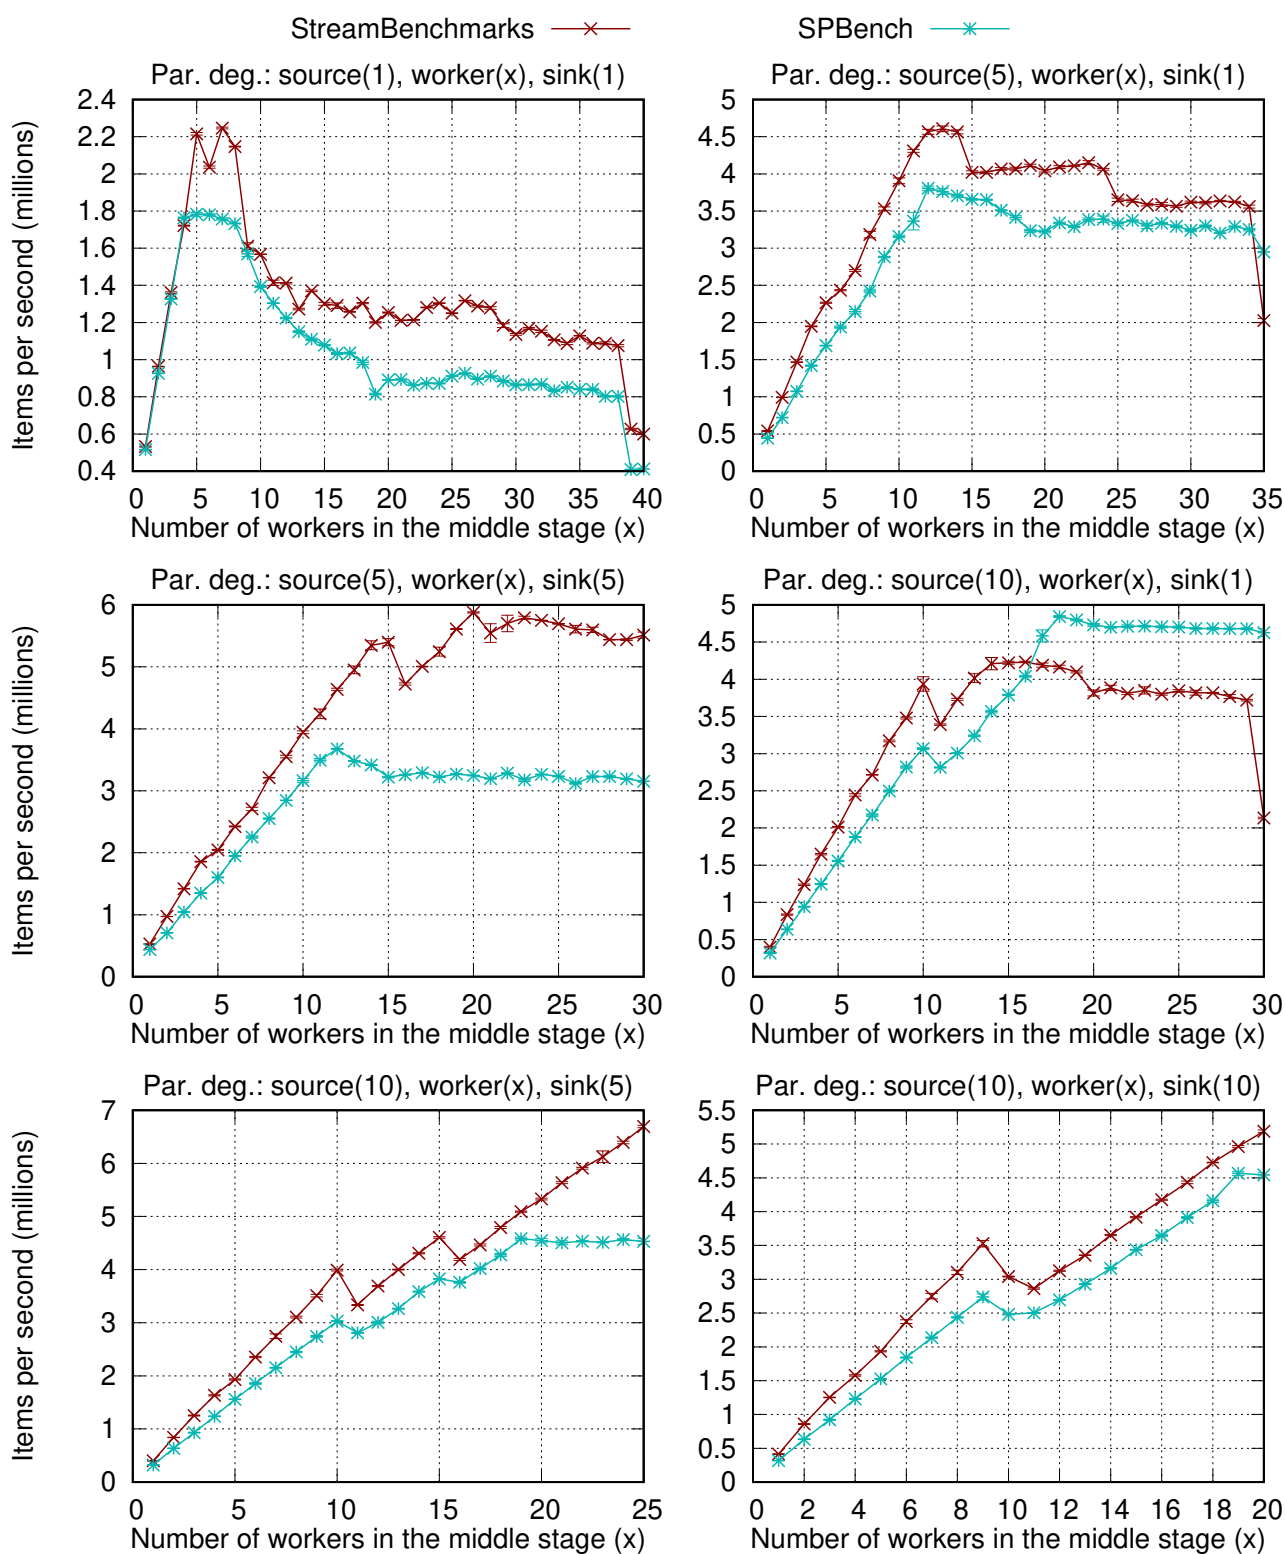 StreamBenchmarks SPBench
Par. deg.: source(1), worker(x), sink(1)
Items per second (millions)
2.4
2.2
2
1.8
1.6
1.4
1.2
1
0.8
0.6
0.4
0 5 10 15 20 25 30 35 40
Number of workers in the middle stage (x)
Par. deg.: source(5), worker(x), sink(1)
5
4.5
4
3.5
3
2.5
2
1.5
1
0.5
0
0 5 10 15 20 25 30 35
Number of workers in the middle stage (x)
Par. deg.: source(5), worker(x), sink(5)
Items per second (millions)
6
5
4
3
2
1
0
0 5 10 15 20 25 30
Number of workers in the middle stage (x)
Par. deg.: source(10), worker(x), sink(1)
5
4.5
4
3.5
3
2.5
2
1.5
1
0.5
0
0 5 10 15 20 25 30
Number of workers in the middle stage (x)
Par. deg.: source(10), worker(x), sink(5)
Items per second (millions)
7
6
5
4
3
2
1
0
0 5 10 15 20 25
Number of workers in the middle stage (x)
Par. deg.: source(10), worker(x), sink(10)
5.5
5
4.5
4
3.5
3
2.5
2
1.5
1
0.5
0
0 2 4 6 8 10 12 14 16 18 20
Number of workers in the middle stage (x)